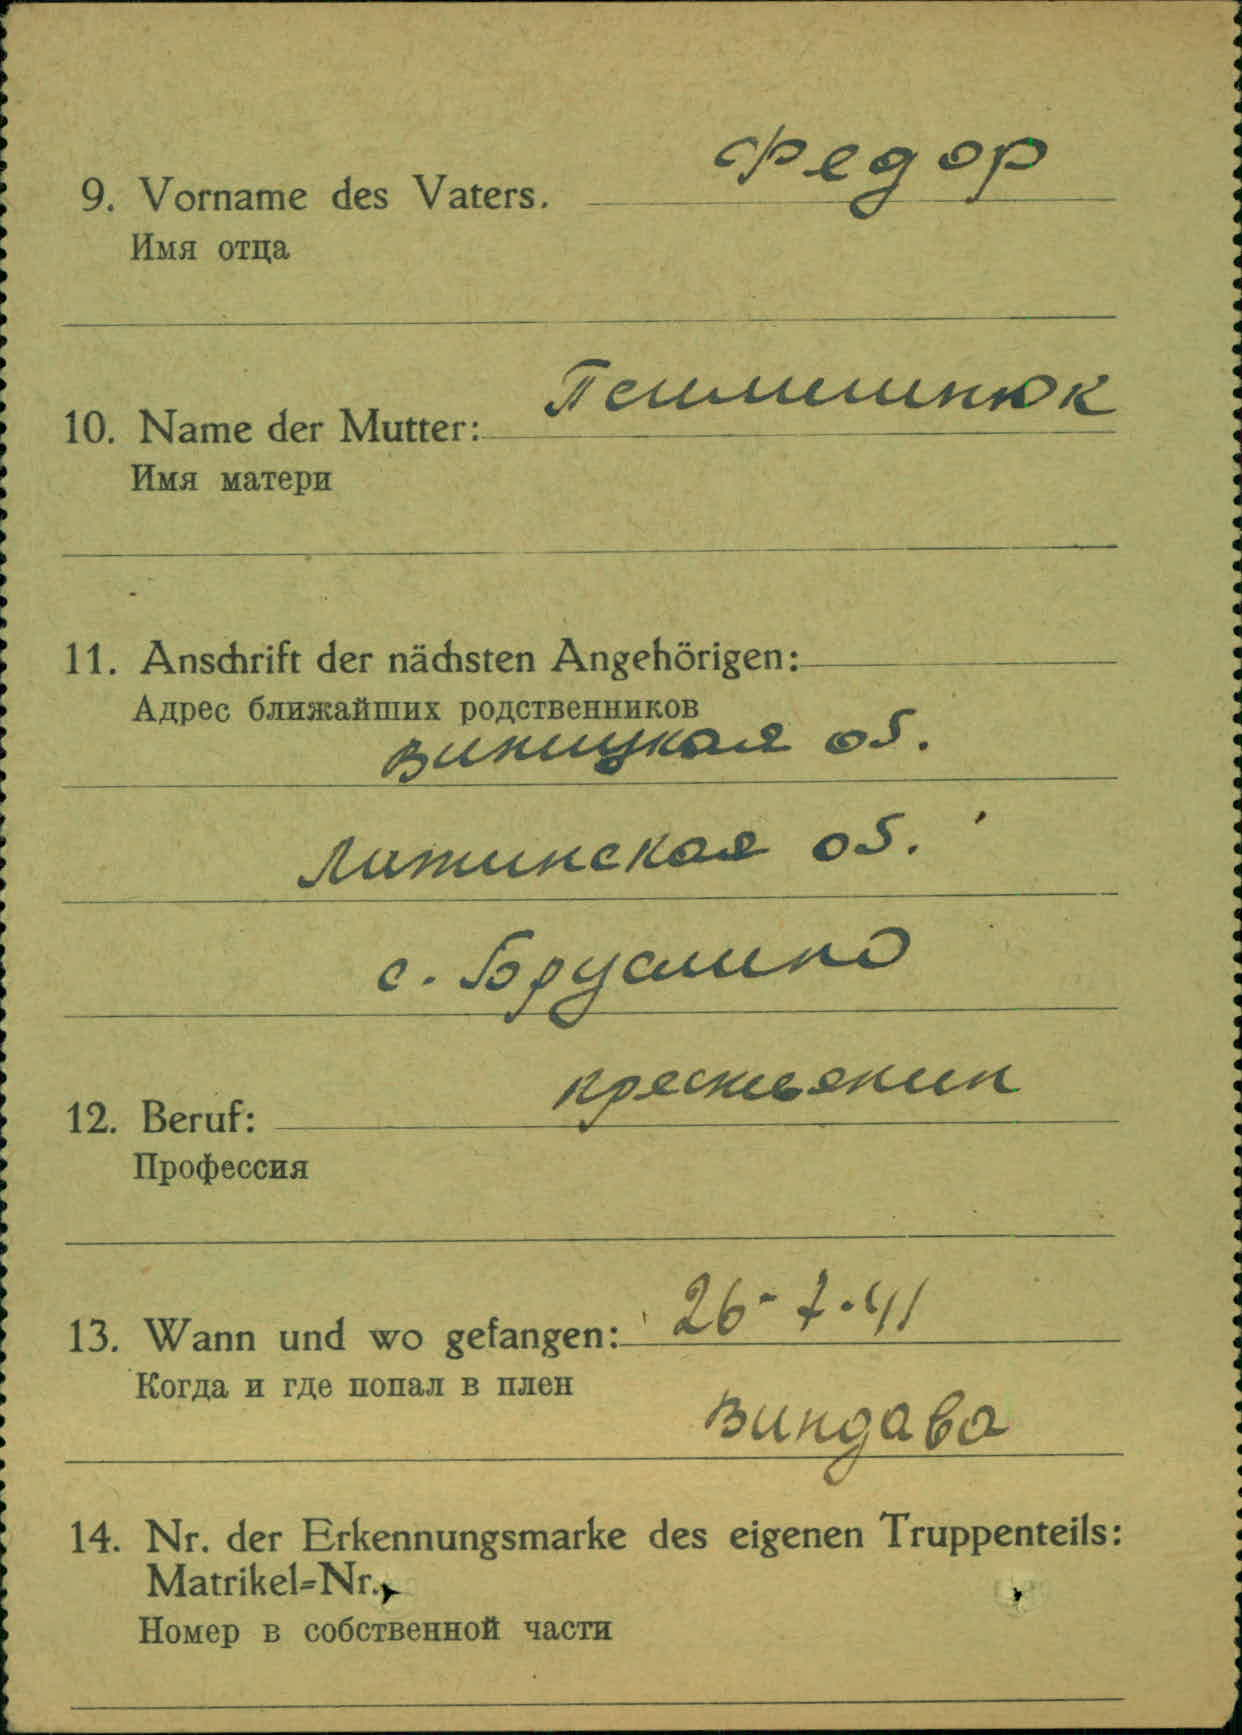 9. Vorname des Vaters. Федор
Имя отца
10. Name der Mutter:
Имя матери
11. Anschrift der nächsten Angehörigen:
Адрес ближайших родственников
Виницкая об.
Литинская об.
с. Бруслино
12. Beruf: крестьянин
Профессия
13. Wann und wo gefangen: 26-7-41
Когда и где попал в плен
Виндава
14. Nr. der Erkennungsmarke des eigenen Truppenteils:
Matrikel=Nr.
Номер в собственной части